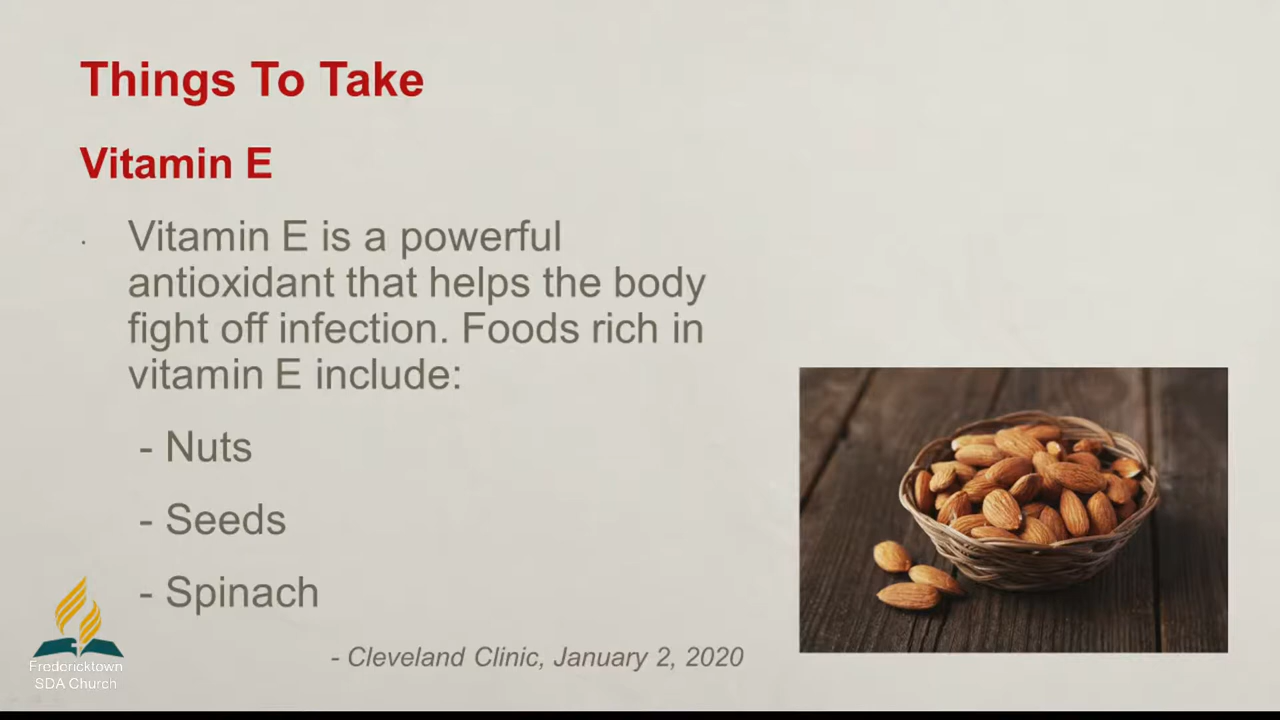 Things To Take
Vitamin E
· Vitamin E is a powerful
antioxidant that helps the body
fight off infection. Foods rich in
vitamin E include:
- Nuts
- Seeds
- Spinach
- Cleveland Clinic, January 2, 2020
Fredericktown
SDA Church